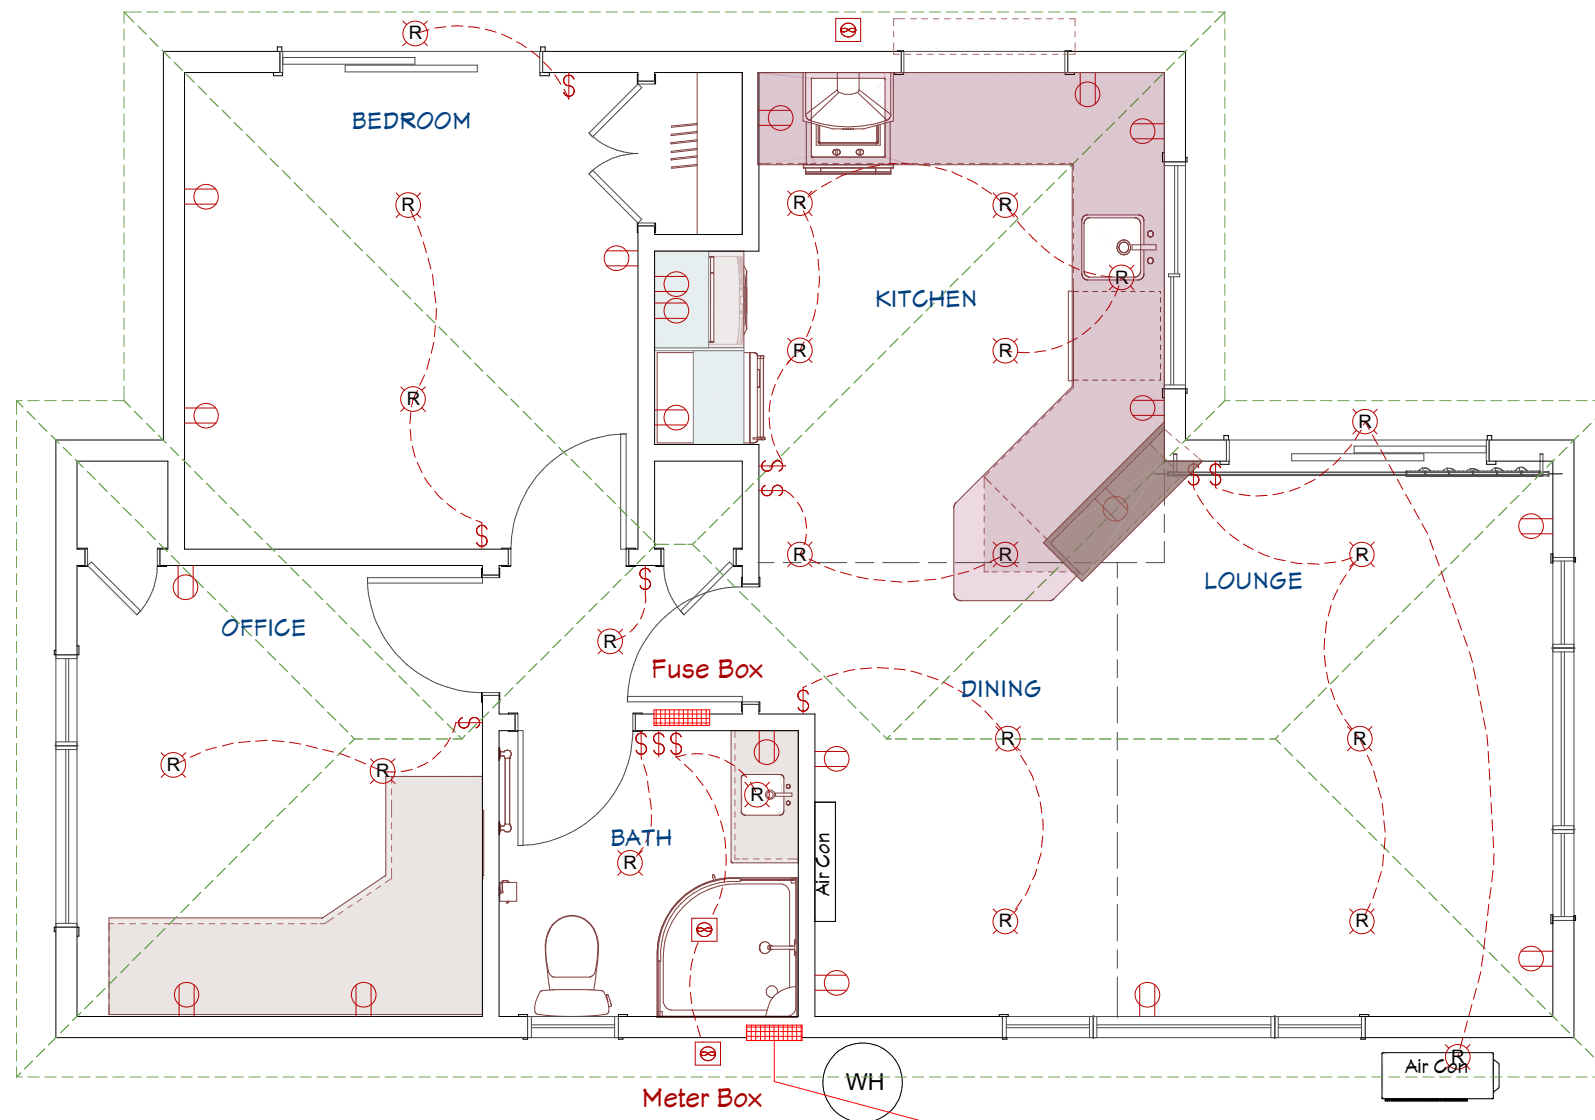 R
$
BEDROOM
R
R
R
R
KITCHEN
R
R
R
R
R
$
$
$ $
$
R
R
R
LOUNGE
$
OFFICE
R
Fuse Box
DINING
$
$
R
R
R
R
$ $ $
R
BATH
R
Air Con
R
R
R
Air Con
WH
Meter Box